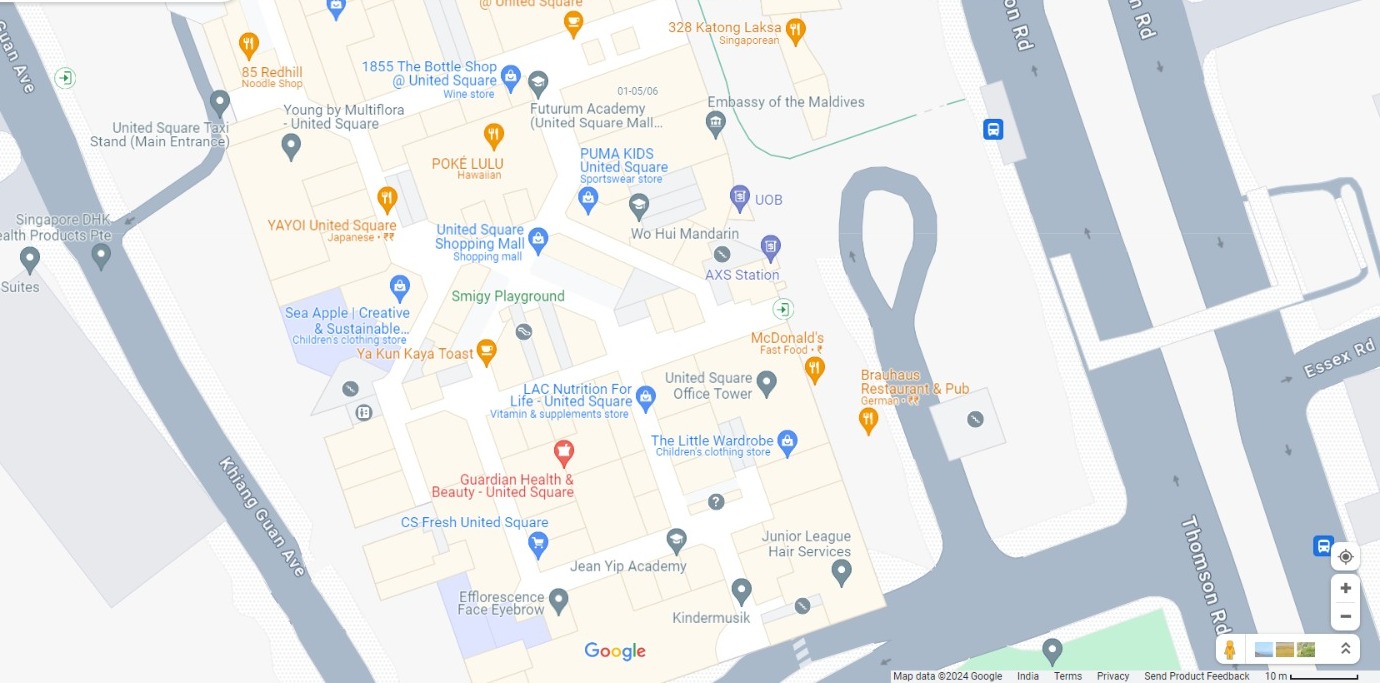 @ United Square
Guan Ave
on Rd
n Rd
328 Katong Laksa
Singaporean
85 Redhill
Noodle Shop
1855 The Bottle Shop
@ United Square
Wine store
01-05/06
Young by Multiflora
- United Square
Futurum Academy
(United Square Mall...
Embassy of the Maldives
United Square Taxi
Stand (Main Entrance)
POKÉ LULU
Hawaiian
PUMA KIDS
United Square
Sportswear store
UOB
Singapore DHK
ealth Products Pte
YAYOI United Square
Japanese • ₹₹
United Square
Shopping Mall
Shopping mall
Wo Hui Mandarin
AXS Station
Suites
Smigy Playground
Sea Apple | Creative
& Sustainable...
Children's clothing store
Ya Kun Kaya Toast
McDonald's
Fast Food • ₹
Essex Rd
United Square
Office Tower
Brauhaus
Restaurant & Pub
German • ₹₹
LAC Nutrition For
Life - United Square
Vitamin & supplements store
The Little Wardrobe
Children's clothing store
Guardian Health &
Beauty - United Square
Khiang Guan Ave
?
CS Fresh United Square
Thomson Rd
Junior League
Hair Services
Jean Yip Academy
Efflorescence
Face Eyebrow
Kindermusik
Google
Map data ©2024 Google India Terms Privacy Send Product Feedback 10 m